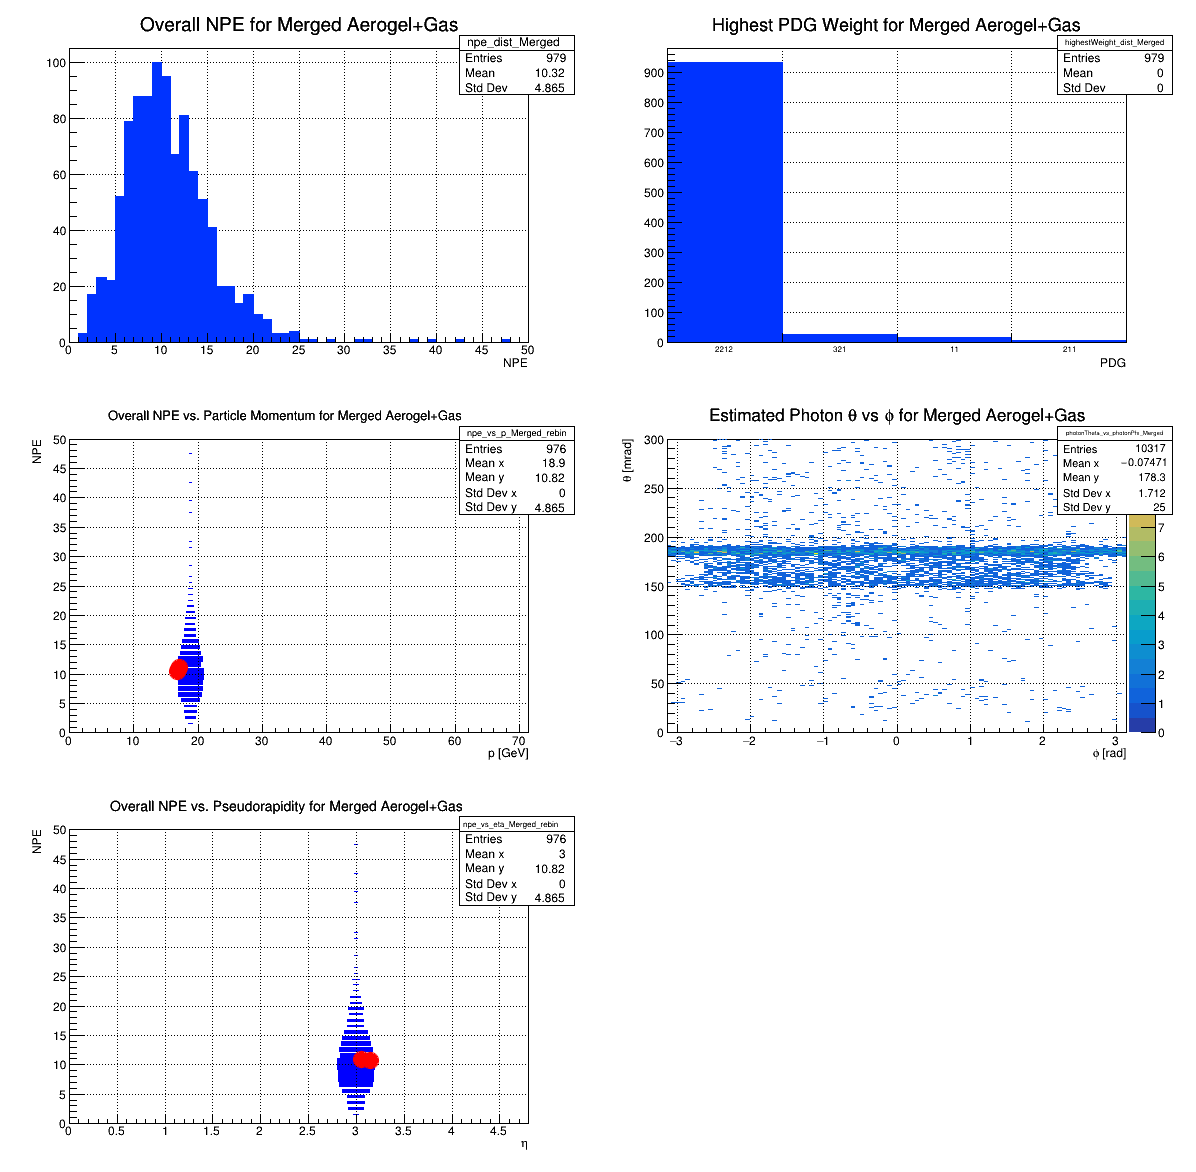 Overall NPE for Merged Aerogel+Gas
npe_dist_Merged
Entries 979
Mean 10.32
Std Dev 4.865
100
80
60
40
20
0
0 5 10 15 20 25 30 35 40 45 50
NPE
Highest PDG Weight for Merged Aerogel+Gas
highestWeight_dist_Merged
Entries 979
Mean 0
Std Dev 0
900
800
700
600
500
400
300
200
100
0
2212 321 11 211
PDG
Overall NPE vs. Particle Momentum for Merged Aerogel+Gas
npe_vs_p_Merged_rebin
Entries 976
Mean x 18.9
Mean y 10.82
Std Dev x 0
Std Dev y 4.865
NPE
50
45
40
35
30
25
20
15
10
5
0
0 10 20 30 40 50 60 70
p [GeV]
Estimated Photon θ vs ϕ for Merged Aerogel+Gas
photonTheta_vs_photonPhi_Merged
Entries 10317
Mean x −0.07471
Mean y 178.3
Std Dev x 1.712
Std Dev y 25
θ [mrad]
300
250
200
150
100
50
0
−3 −2 −1 0 1 2 3
ϕ [rad]
7
6
5
4
3
2
1
0
Overall NPE vs. Pseudorapidity for Merged Aerogel+Gas
npe_vs_eta_Merged_rebin
Entries 976
Mean x 3
Mean y 10.82
Std Dev x 0
Std Dev y 4.865
NPE
50
45
40
35
30
25
20
15
10
5
0
0 0.5 1 1.5 2 2.5 3 3.5 4 4.5
η